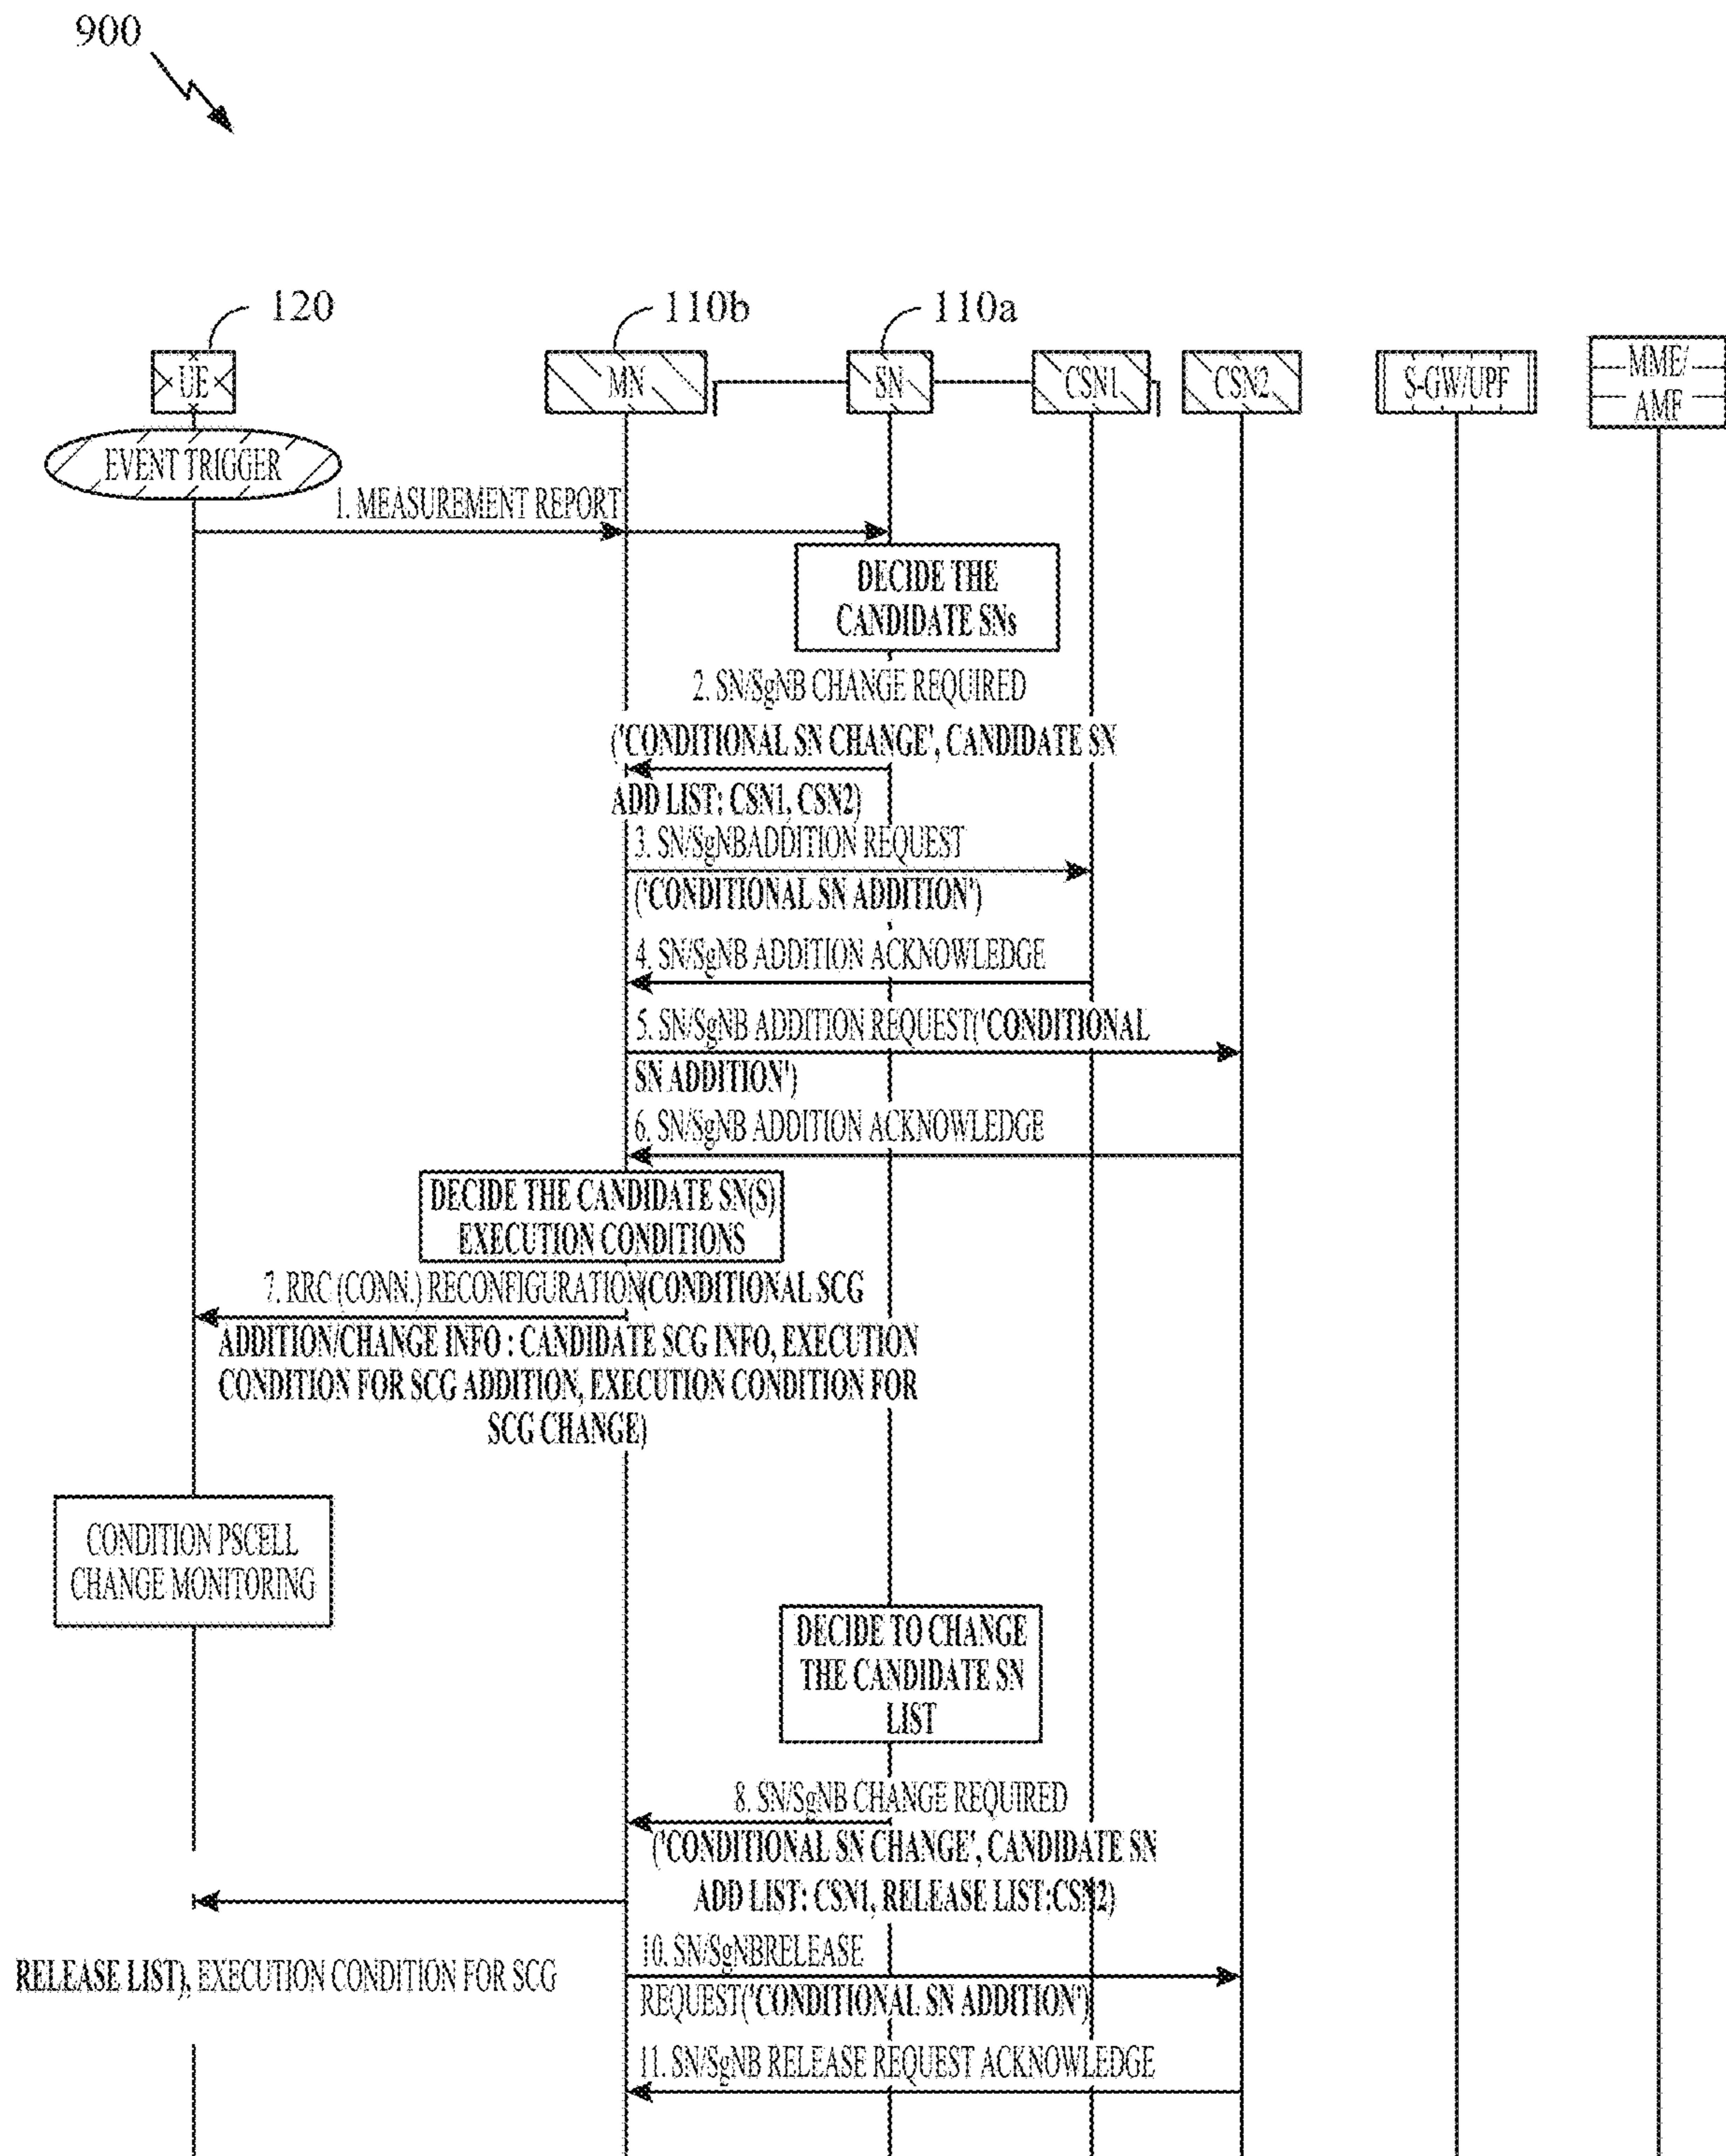 900
120
110b
110a
UE
MN
SN
CSN1
CSN2
S-GW/UPF
MME/
AMF
EVENT TRIGGER
1. MEASUREMENT REPORT
DECIDE THE
CANDIDATE SNs
2. SN/SgNB CHANGE REQUIRED
('CONDITIONAL SN CHANGE', CANDIDATE SN
ADD LIST: CSN1, CSN2)
3. SN/SgNBADDITION REQUEST
('CONDITIONAL SN ADDITION')
4. SN/SgNB ADDITION ACKNOWLEDGE
5. SN/SgNB ADDITION REQUEST('CONDITIONAL
SN ADDITION')
6. SN/SgNB ADDITION ACKNOWLEDGE
DECIDE THE CANDIDATE SN(S)
EXECUTION CONDITIONS
7. RRC (CONN.) RECONFIGURATION(CONDITIONAL SCG
ADDITION/CHANGE INFO : CANDIDATE SCG INFO, EXECUTION
CONDITION FOR SCG ADDITION, EXECUTION CONDITION FOR
SCG CHANGE)
CONDITION PSCELL
CHANGE MONITORING
DECIDE TO CHANGE
THE CANDIDATE SN
LIST
8. SN/SgNB CHANGE REQUIRED
('CONDITIONAL SN CHANGE', CANDIDATE SN
ADD LIST: CSN1, RELEASE LIST:CSN2)
10. SN/SgNBRELEASE
RELEASE LIST), EXECUTION CONDITION FOR SCG
REQUEST('CONDITIONAL SN ADDITION')
11. SN/SgNB RELEASE REQUEST ACKNOWLEDGE